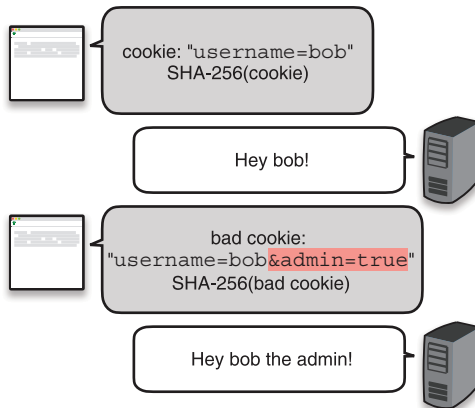 cookie: "username=bob"
SHA-256(cookie)
Hey bob!
bad cookie:
"username=bob&admin=true"
SHA-256(bad cookie)
Hey bob the admin!